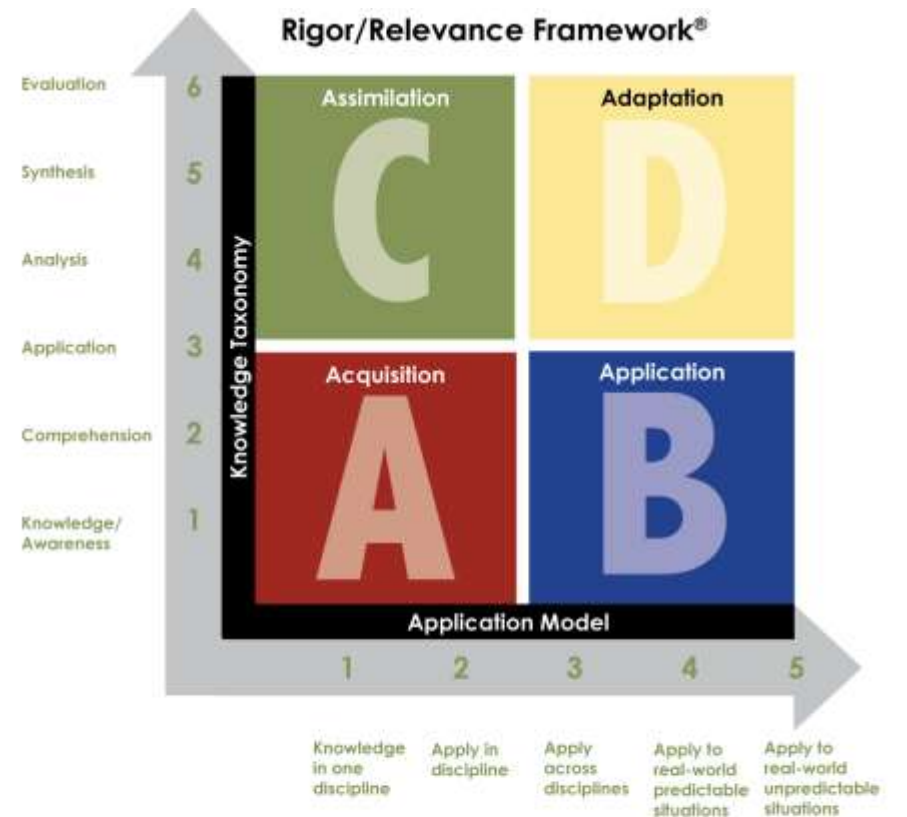 Rigor/Relevance Framework®
Evaluation 6
Synthesis 5
Analysis 4
Application 3
Comprehension 2
Knowledge/ 1
Awareness
Knowledge Taxonomy
Assimilation
C
Adaptation
D
Acquisition
A
Application
B
Application Model
1 2 3 4 5
Knowledge
in one
discipline
Apply in
discipline
Apply
across
disciplines
Apply to
real-world
predictable
situations
Apply to
real-world
unpredictable
situations